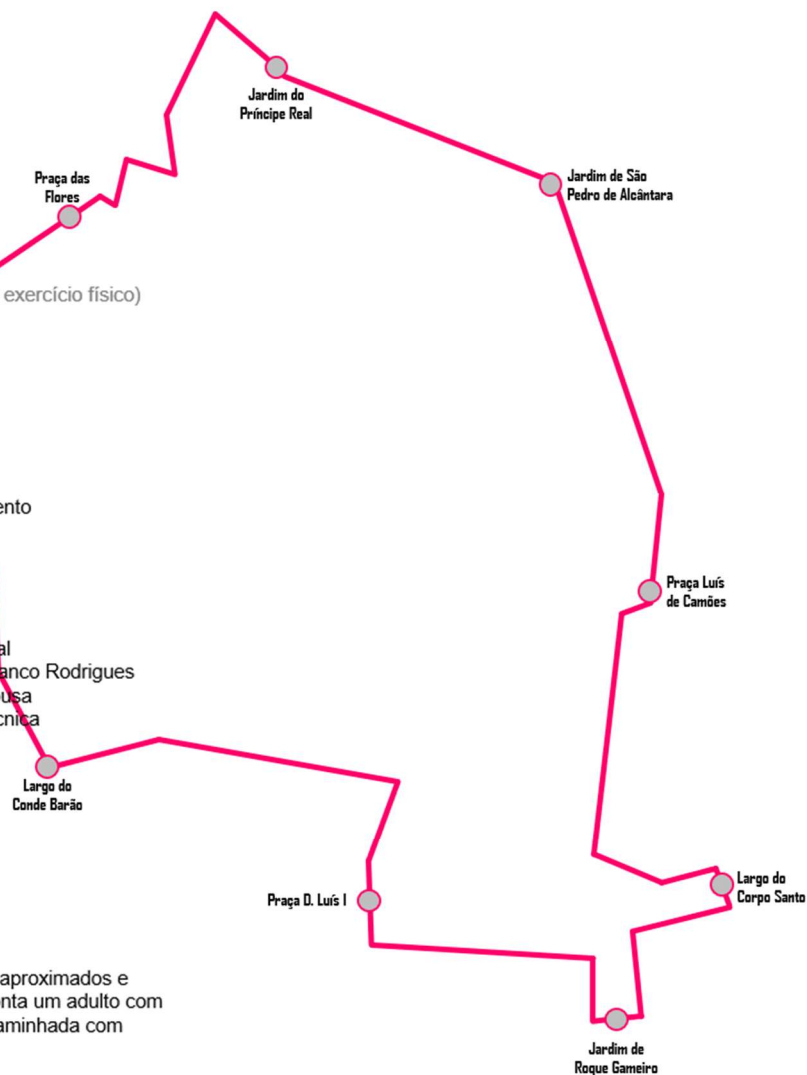 Jardim do
Príncipe Real
Praça das
Flores
Jardim de São
Pedro de Alcântara
exercício físico)
ento
Praça Luís
de Camões
al
anco Rodrigues
ousa
cnica
Largo do
Conde Barão
Praça D. Luís I
Largo do
Corpo Santo
aproximados e
onta um adulto com
aminhada com
Jardim de
Roque Gameiro